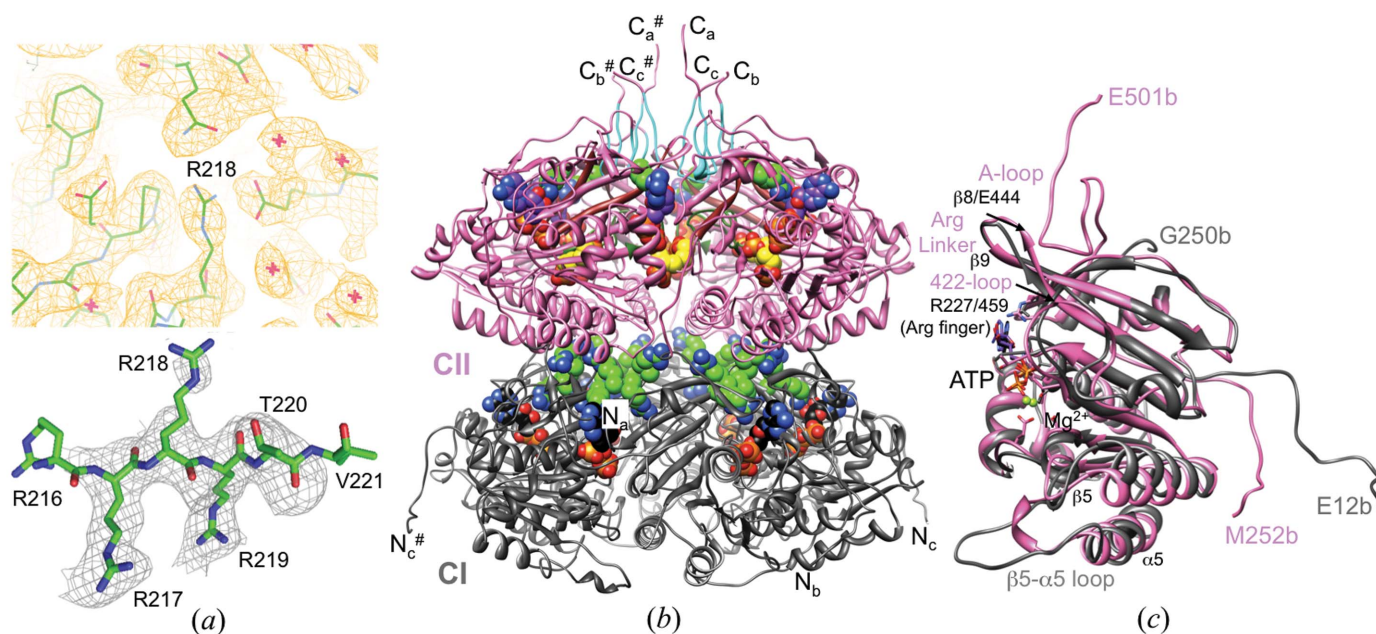 R218
R218
T220
R216
V221
R219
R217
(a)
Ca#
Ca
Cb#
Cc#
Cc
Cb
CII
Na
Nc#
CI
Nc
Nb
(b)
E501b
A-loop
β8/E444
Arg
Linker
β9
G250b
422-loop
R227/459
(Arg finger)
ATP
Mg2+
β5
E12b
M252b
α5
β5-α5 loop
(c)